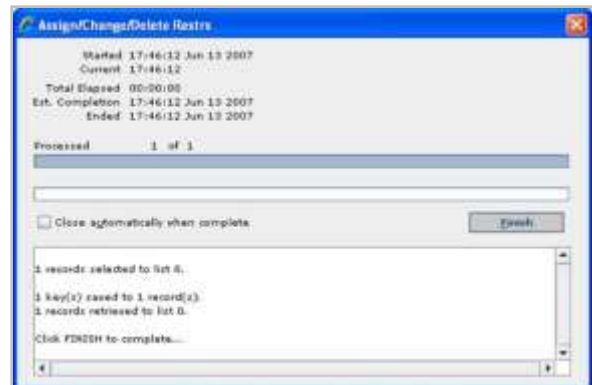 Assign/Change/Delete Restrs
Started 17:46:12 Jun 13 2007
Current 17:46:12
Total Elapsed 00:00:00
Est. Completion 17:46:12 Jun 13 2007
Ended 17:46:12 Jun 13 2007
Processed 1 of 1
Close automatically when complete
Finish
1 records selected to list 0.
1 key(s) saved to 1 record(s).
1 records retrieved to list 0.
Click FINISH to complete...